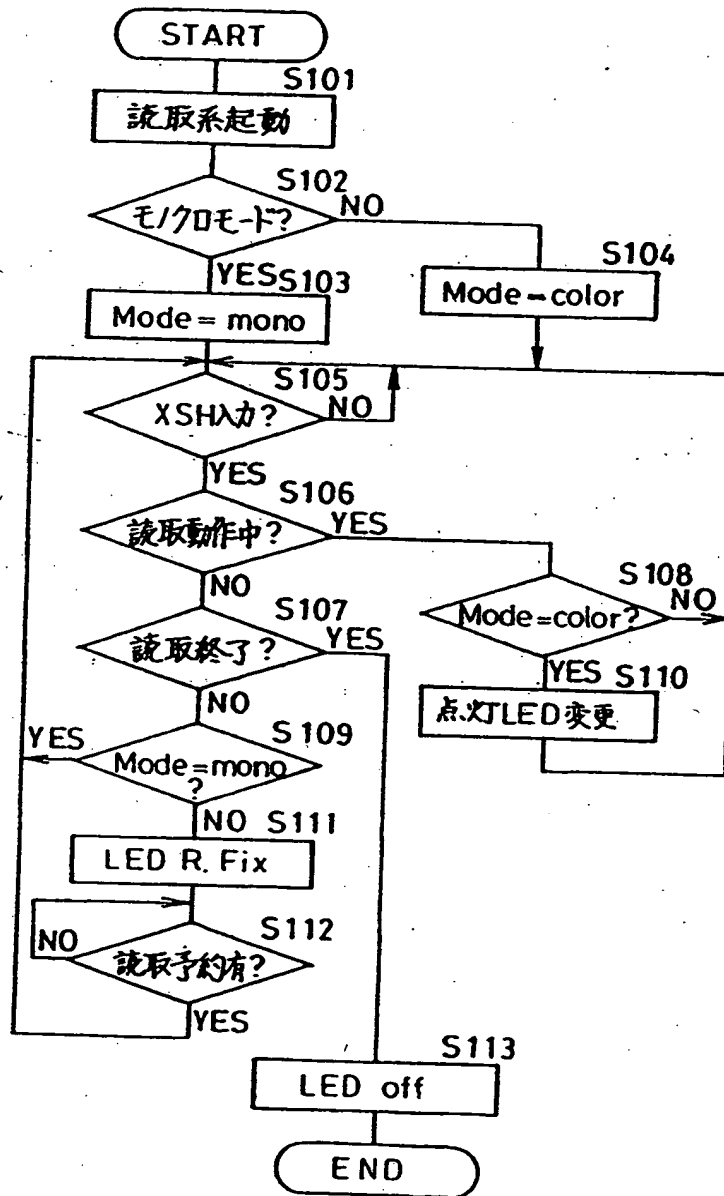 START
S101
読取系起動
S102
モノクロモード?
NO
YES
S103
Mode=mono
S104
Mode=color
S105
XSH入力?
NO
YES
S106
読取動作中?
YES
NO
S107
読取終了?
YES
NO
S108
Mode=color?
NO
YES
S110
点灯LED変更
S109
YES
Mode=mono
?
NO
S111
LED R. Fix
S112
NO
読取予約有?
YES
S113
LED off
END